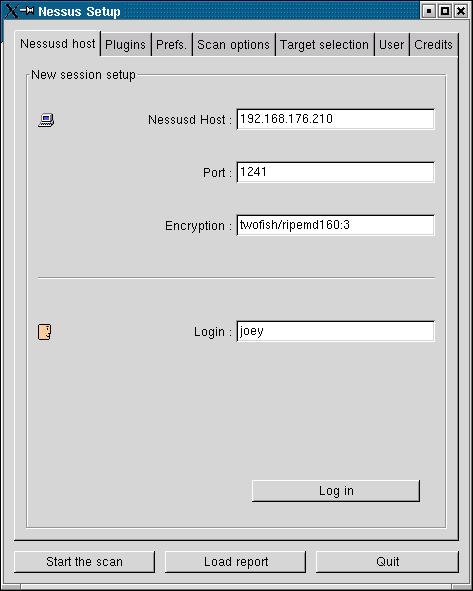 Nessus Setup
Nessusd host Plugins Prefs. Scan options Target selection User Credits
New session setup
Nessusd Host : 192.168.176.210
Port : 1241
Encryption : twofish/ripemd160:3
Login : joey
Log in
Start the scan Load report Quit